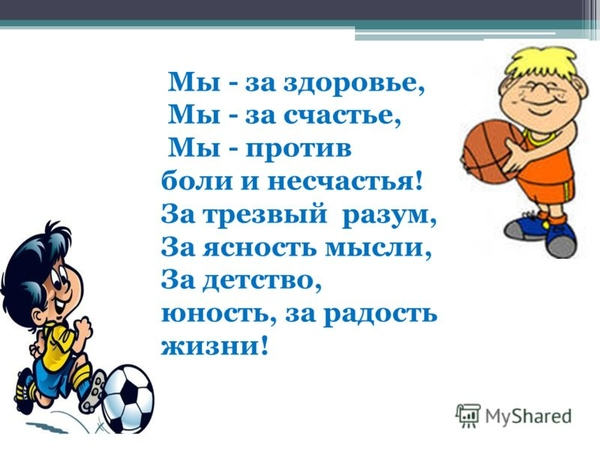 Мы - за здоровье,
Мы - за счастье,
Мы - против
боли и несчастья!
За трезвый разум,
За ясность мысли,
За детство,
юность, за радость
жизни!
MyShared